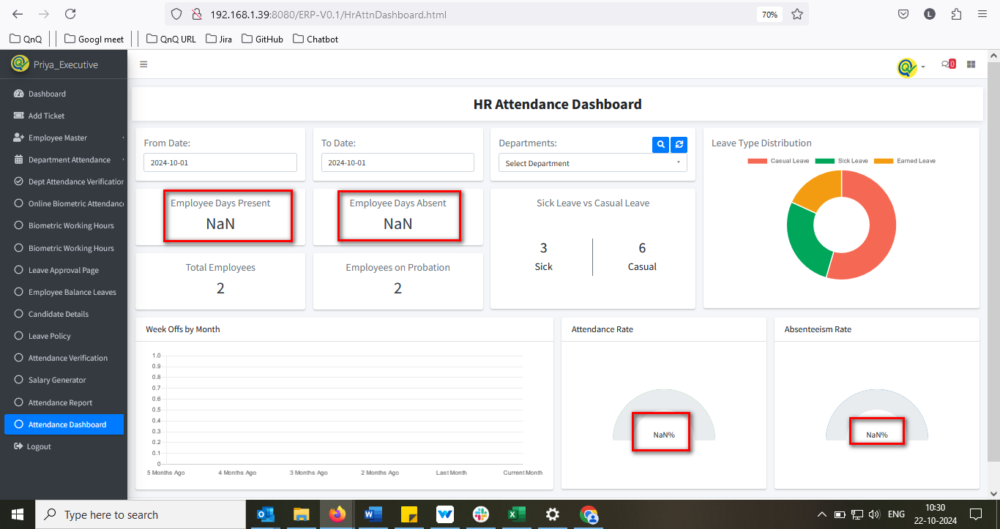 192.168.1.39:8080/ERP-V0.1/HrAttnDashboard.html
70%
L
QnQ
Googl meet
QnQ URL
Jira
GitHub
Chatbot
Priya_Executive
0
Dashboard
Add Ticket
Employee Master
Department Attendance
Dept Attendance Verification
Online Biometric Attendanc
Biometric Working Hours
Biometric Working Hours
Leave Approval Page
Employee Balance Leaves
Candidate Details
Leave Policy
Attendance Verification
Salary Generator
Attendance Report
Attendance Dashboard
Logout
HR Attendance Dashboard
From Date:
2024-10-01
To Date:
2024-10-01
Departments:
Select Department
Leave Type Distribution
Casual Leave Sick Leave Earned Leave
Employee Days Present
NaN
Employee Days Absent
NaN
Sick Leave vs Casual Leave
3
Sick
6
Casual
Total Employees
2
Employees on Probation
2
Week Offs by Month
1.0
0.9
0.8
0.7
0.6
0.5
0.4
0.3
0.2
0.1
0
5 Months Ago 4 Months Ago 3 Months Ago 2 Months Ago Last Month Current Month
Attendance Rate
NaN%
Absenteeism Rate
NaN%
Type here to search
ENG
10:30
22-10-2024